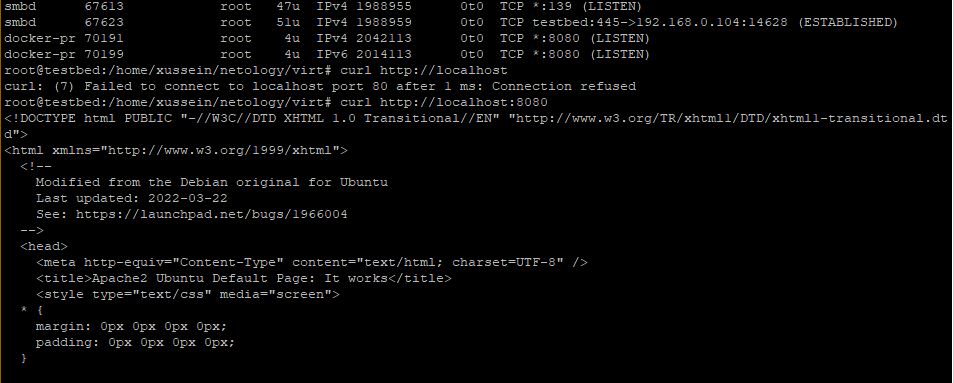 smbd 67613 root 47u IPv4 1988955 0t0 TCP *:139 (LISTEN)
smbd 67623 root 51u IPv4 1988959 0t0 TCP testbed:445->192.168.0.104:14628 (ESTABLISHED)
docker-pr 70191 root 4u IPv4 2042113 0t0 TCP *:8080 (LISTEN)
docker-pr 70199 root 4u IPv6 2014113 0t0 TCP *:8080 (LISTEN)
root@testbed:/home/xussein/netology/virt# curl http://localhost
curl: (7) Failed to connect to localhost port 80 after 1 ms: Connection refused
root@testbed:/home/xussein/netology/virt# curl http://localhost:8080
<!DOCTYPE html PUBLIC "-//W3C//DTD XHTML 1.0 Transitional//EN" "http://www.w3.org/TR/xhtml1/DTD/xhtml1-transitional.dt
d">
<html xmlns="http://www.w3.org/1999/xhtml">
  <!--
    Modified from the Debian original for Ubuntu
    Last updated: 2022-03-22
    See: https://launchpad.net/bugs/1966004
  -->
  <head>
    <meta http-equiv="Content-Type" content="text/html; charset=UTF-8" />
    <title>Apache2 Ubuntu Default Page: It works</title>
    <style type="text/css" media="screen">
  * {
    margin: 0px 0px 0px 0px;
    padding: 0px 0px 0px 0px;
  }